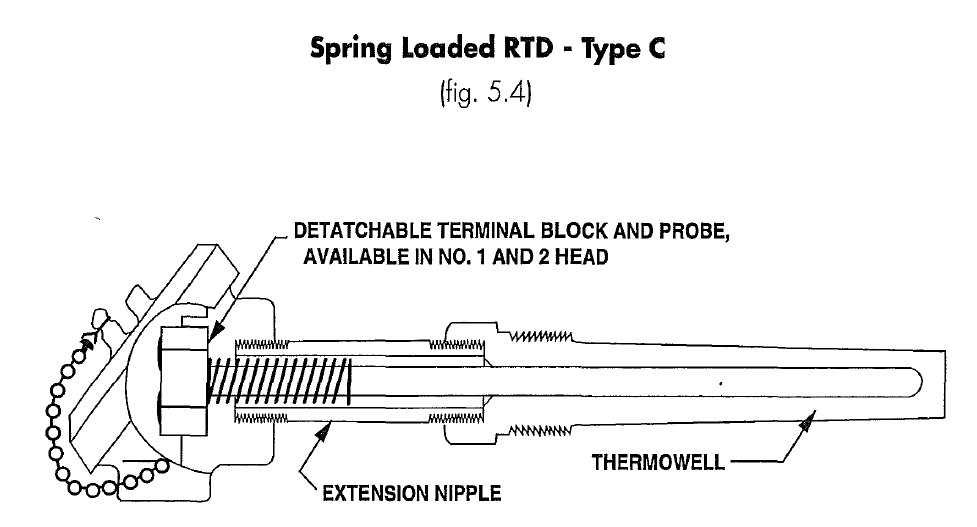 Spring Loaded RTD - Type C
(fig. 5.4)
DETATCHABLE TERMINAL BLOCK AND PROBE,
AVAILABLE IN NO. 1 AND 2 HEAD
THERMOWELL
EXTENSION NIPPLE